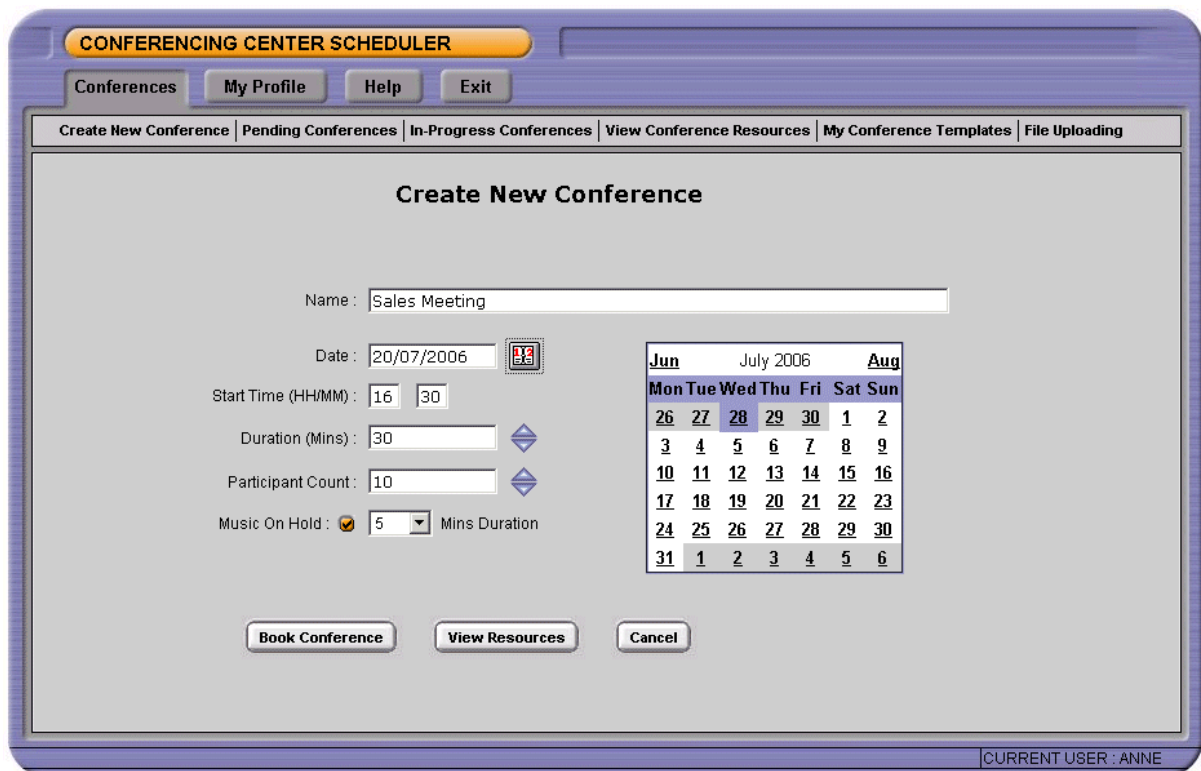 CONFERENCING CENTER SCHEDULER
Conferences My Profile Help Exit
Create New Conference Pending Conferences In-Progress Conferences View Conference Resources My Conference Templates File Uploading
Create New Conference
Name : Sales Meeting
Date : 20/07/2006
Start Time (HH/MM) : 16 30
Duration (Mins) : 30
Participant Count : 10
Music On Hold : 5 Mins Duration
Jun July 2006 Aug
Mon Tue Wed Thu Fri Sat Sun
26 27 28 29 30 1 2
3 4 5 6 7 8 9
10 11 12 13 14 15 16
17 18 19 20 21 22 23
24 25 26 27 28 29 30
31 1 2 3 4 5 6
Book Conference View Resources Cancel
CURRENT USER : ANNE